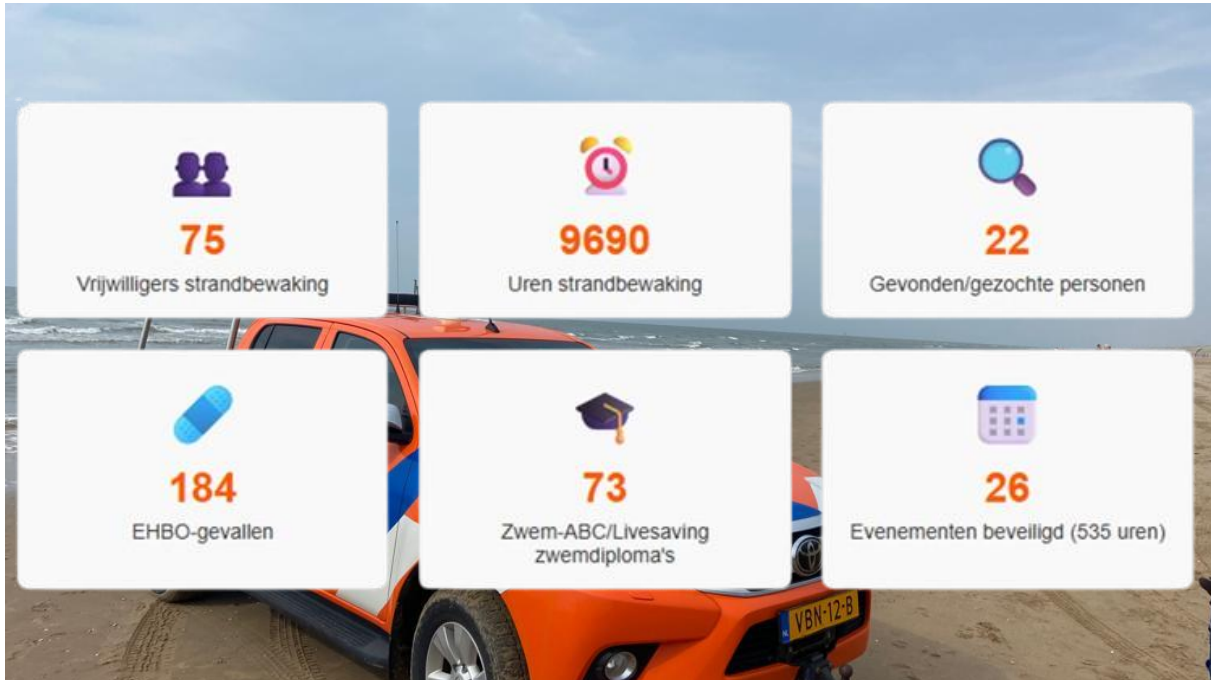 75
Vrijwilligers strandbewaking
9690
Uren strandbewaking
22
Gevonden/gezochte personen
184
EHBO-gevallen
73
Zwem-ABC/Livesaving
zwemdiploma's
26
Evenementen beveiligd (535 uren)
NL
VBN-12-B